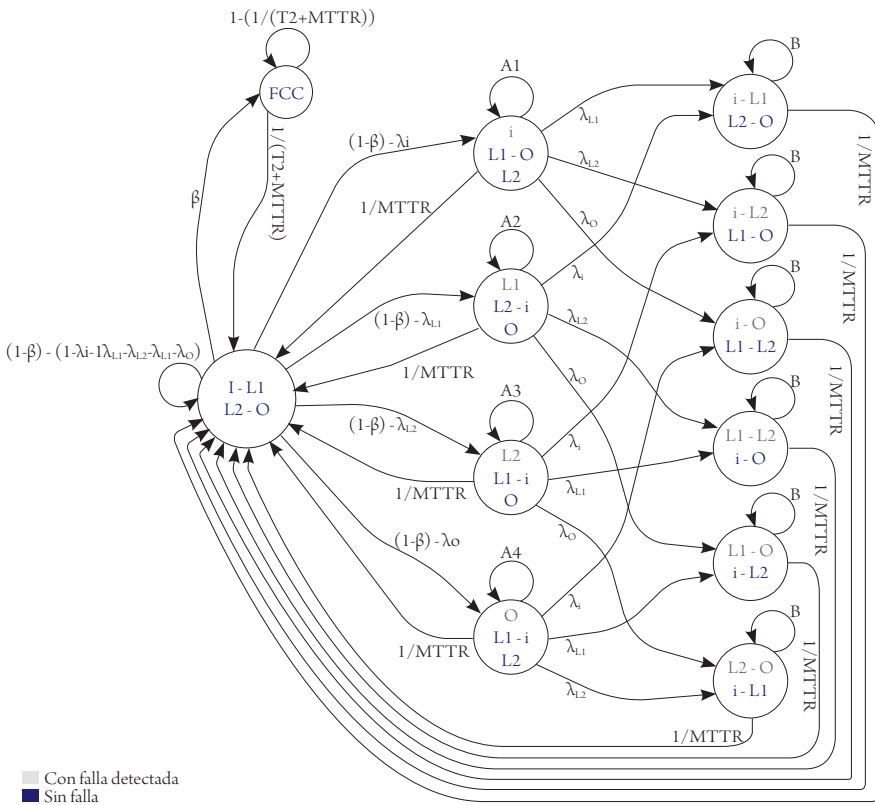 1-(1/(T2+MTTR))
FCC
β
1/(T2+MTTR)
(1-β) - (1-λi-1λL1-λL2-λL1-λO)
I - L1
L2 - O
(1-β) - λi
1/MTTR
(1-β) - λL1
1/MTTR
(1-β) - λL2
1/MTTR
(1-β) - λo
1/MTTR
A1
i
L1 - O
L2
A2
L1
L2 - i
O
A3
L2
L1 - i
O
A4
O
L1 - i
L2
λL1
λL2
λO
λi
λL2
λO
λi
λL1
λO
λi
λL1
λL2
B
i - L1
L2 - O
1/MTTR
B
i - L2
L1 - O
1/MTTR
B
i - O
L1 - L2
1/MTTR
B
L1 - L2
i - O
1/MTTR
B
L1 - O
i - L2
1/MTTR
B
L2 - O
i - L1
1/MTTR
Con falla detectada
Sin falla